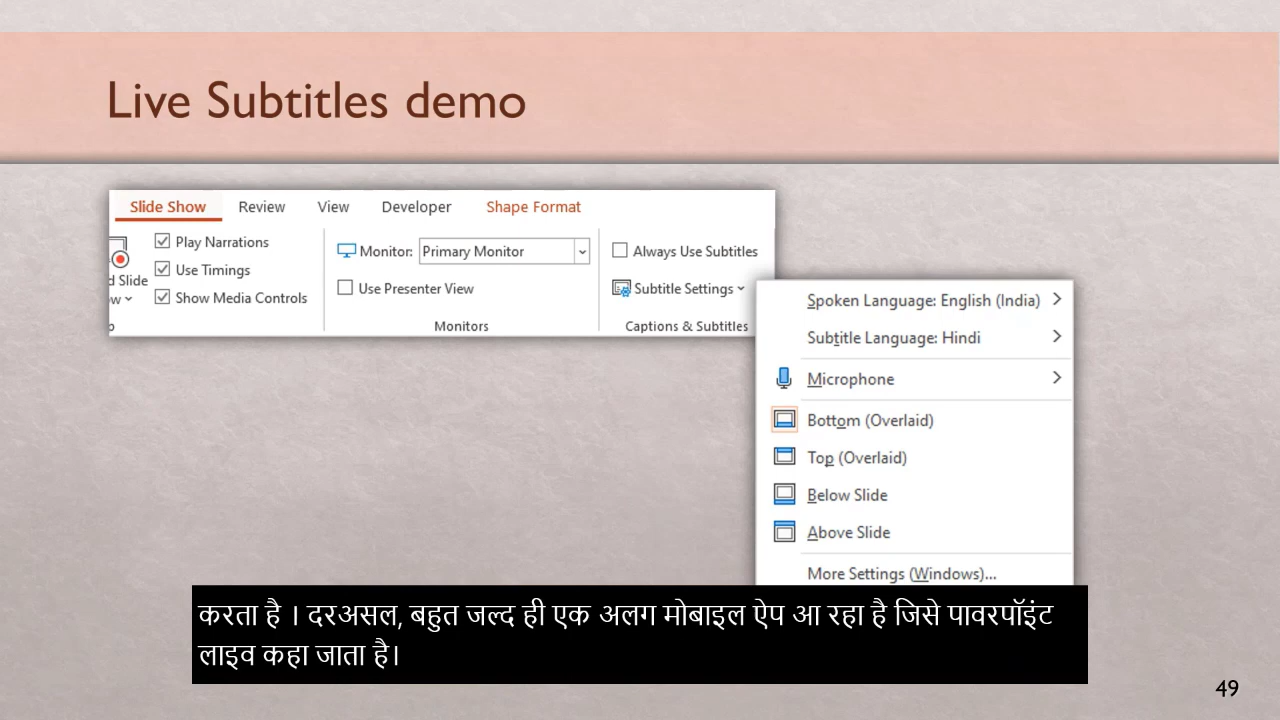 Live Subtitles demo
Slide Show Review View Developer Shape Format
Play Narrations
Use Timings
Show Media Controls
d Slide
ow
p
Monitor: Primary Monitor
Use Presenter View
Monitors
Always Use Subtitles
Subtitle Settings
Captions & Subtitles
Spoken Language: English (India)
Subtitle Language: Hindi
Microphone
Bottom (Overlaid)
Top (Overlaid)
Below Slide
Above Slide
More Settings (Windows)...
करता है । दरअसल, बहुत जल्द ही एक अलग मोबाइल ऐप आ रहा है जिसे पावरपॉइंट
लाइव कहा जाता है।
49